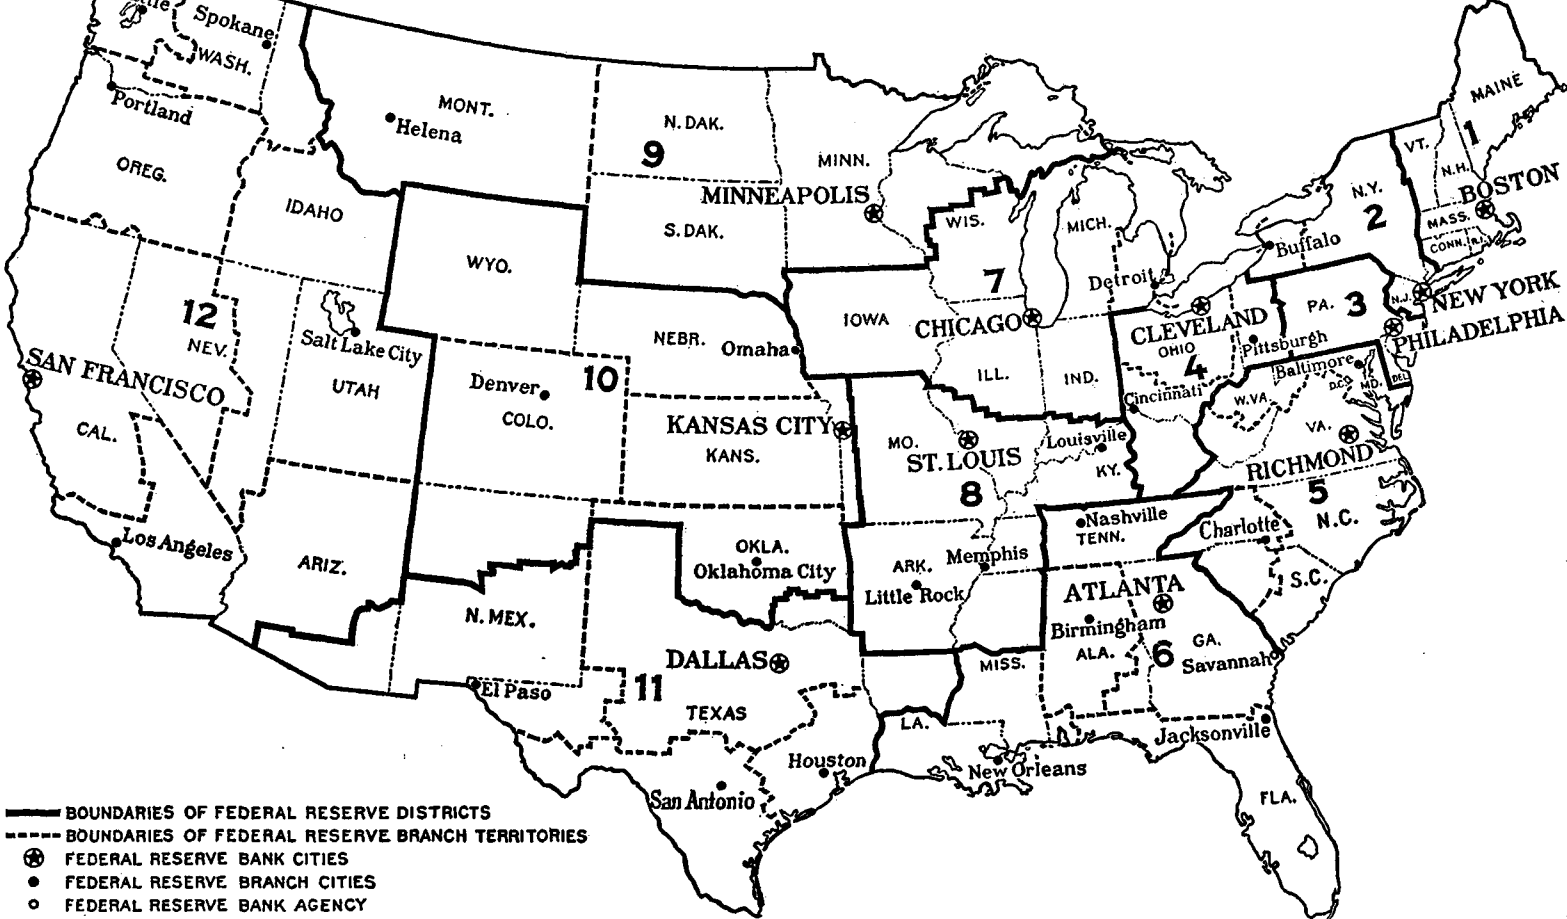 Spokane
WASH.
Portland
OREG.
MONT.
Helena
IDAHO
N. DAK.
9
S. DAK.
MINN.
MINNEAPOLIS
WYO.
WIS.
MICH.
7
Detroit
MAINE
1
VT.
N.H.
BOSTON
MASS.
CONN.
R.I.
N.Y.
2
Buffalo
12
NEV.
Salt Lake City
UTAH
SAN FRANCISCO
CAL.
Los Angeles
ARIZ.
NEBR.
Omaha
10
Denver
COLO.
KANSAS CITY
KANS.
IOWA
CHICAGO
ILL.
IND.
CLEVELAND
OHIO
4
Cincinnati
Pittsburgh
PA.
3
N.J.
NEW YORK
PHILADELPHIA
Baltimore
D.C.
MD.
DEL.
W.VA.
VA.
RICHMOND
5
N.C.
Charlotte
S.C.
MO.
ST. LOUIS
8
Louisville
KY.
Nashville
TENN.
Memphis
ARK.
Little Rock
OKLA.
Oklahoma City
N. MEX.
El Paso
DALLAS
11
TEXAS
Houston
San Antonio
LA.
New Orleans
MISS.
ATLANTA
Birmingham
ALA.
6
GA.
Savannah
Jacksonville
FLA.
BOUNDARIES OF FEDERAL RESERVE DISTRICTS
BOUNDARIES OF FEDERAL RESERVE BRANCH TERRITORIES
FEDERAL RESERVE BANK CITIES
FEDERAL RESERVE BRANCH CITIES
FEDERAL RESERVE BANK AGENCY